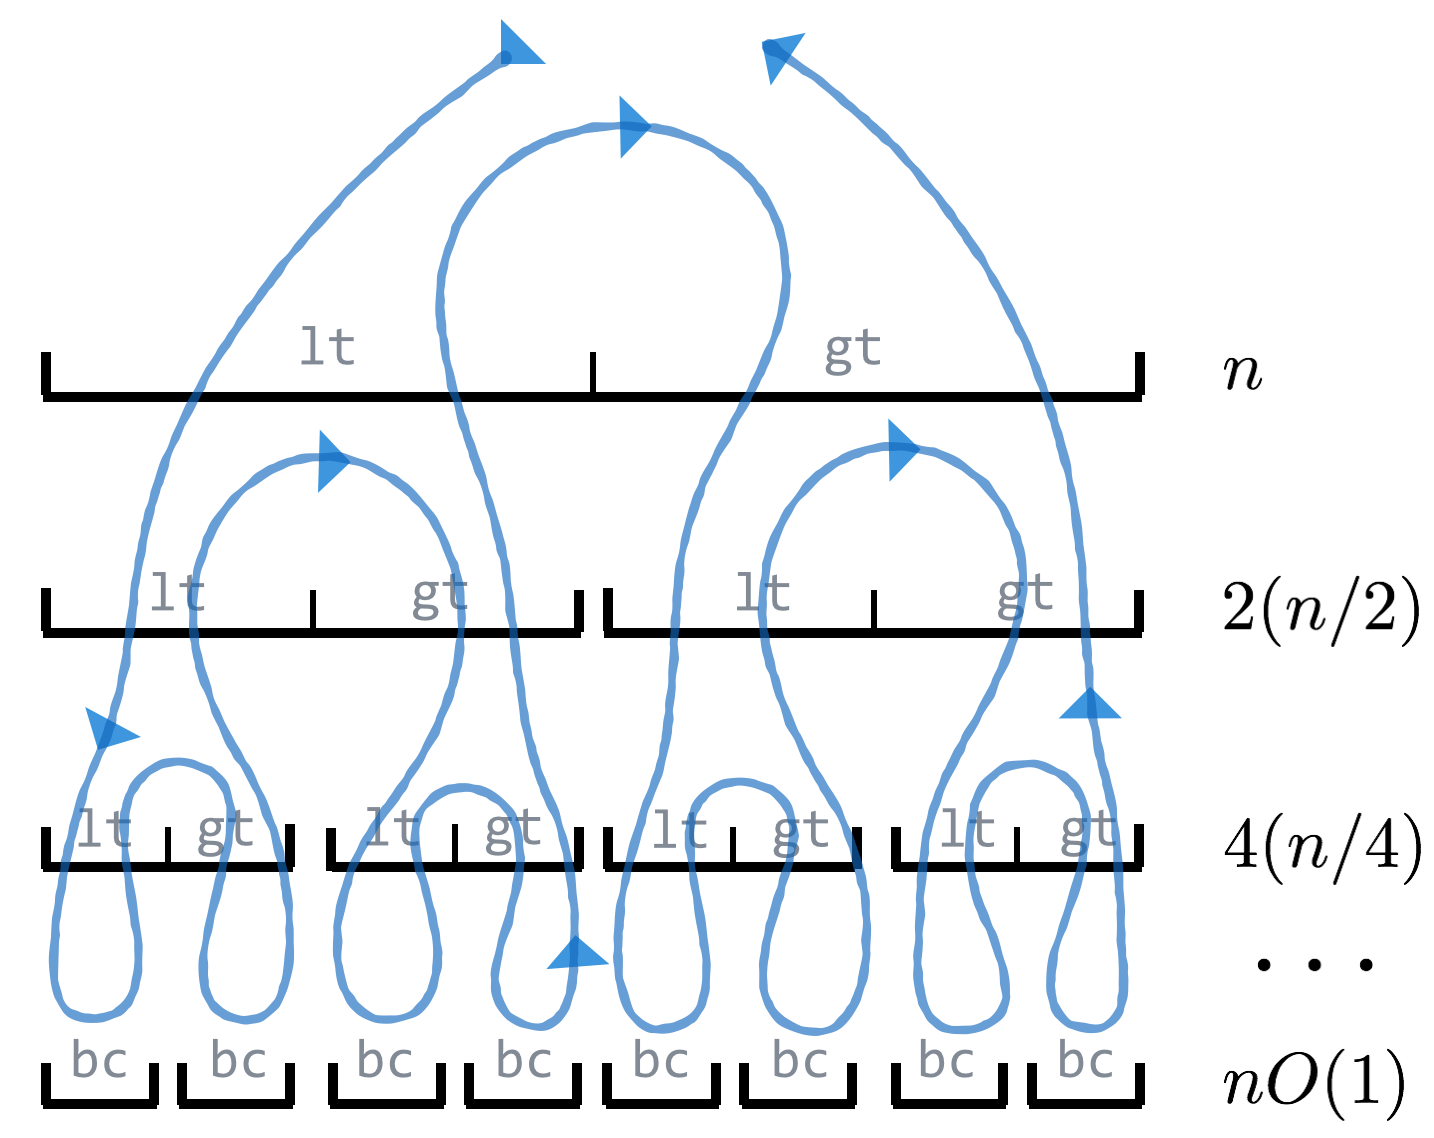 lt gt n
lt gt lt gt 2(n/2)
lt gt lt gt lt gt lt gt 4(n/4)
. . .
bc bc bc bc bc bc bc bc nO(1)